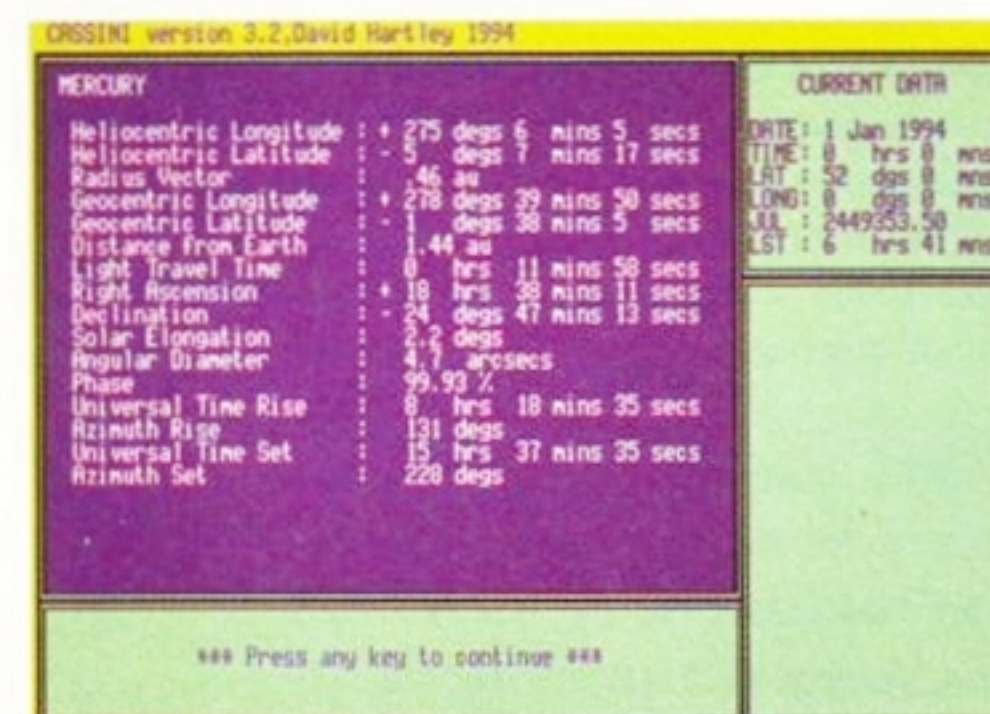 CASSINI version 3.2,David Hartley 1994
MERCURY
Heliocentric Longitude : + 275 degs 6 mins 5 secs
Heliocentric Latitude : - 5 degs 7 mins 17 secs
Radius Vector : .46 au
Geocentric Longitude : + 278 degs 39 mins 50 secs
Geocentric Latitude : - 1 degs 38 mins 5 secs
Distance from Earth : 1.44 au
Light Travel Time : 0 hrs 11 mins 58 secs
Right Ascension : + 18 hrs 38 mins 11 secs
Declination : - 24 degs 47 mins 13 secs
Solar Elongation : 2.2 degs
Angular Diameter : 4.7 arcsecs
Phase : 99.93 %
Universal Time Rise : 8 hrs 18 mins 35 secs
Azimuth Rise : 131 degs
Universal Time Set : 15 hrs 37 mins 35 secs
Azimuth Set : 228 degs
*** Press any key to continue ***
CURRENT DATA
DATE : 1 Jan 1994
TIME : 0 hrs 0 mns
LAT : 52 dgs 0 mns
LONG: 0 dgs 0 mns
JUL : 2449353.50
LST : 6 hrs 41 mns